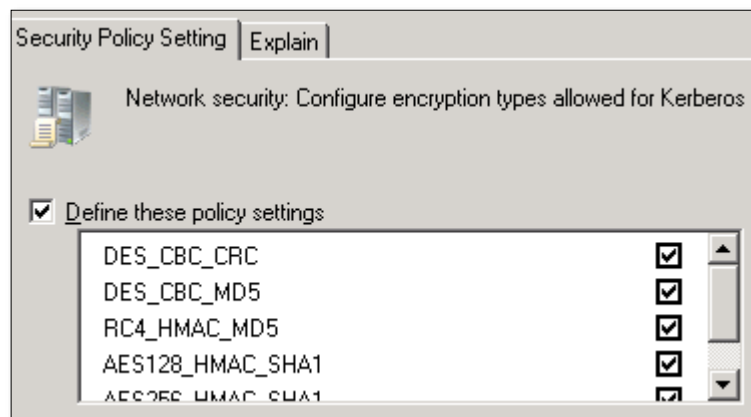 Security Policy Setting
Explain
Network security: Configure encryption types allowed for Kerberos
Define these policy settings
DES_CBC_CRC
DES_CBC_MD5
RC4_HMAC_MD5
AES128_HMAC_SHA1
AES256_HMAC_SHA1